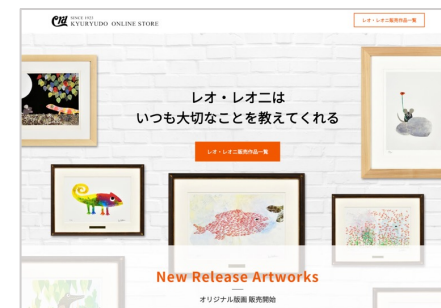 SINCE 1923
KYURYUDO ONLINE STORE
レオ・レオニ販売作品一覧
レオ・レオニは
いつも大切なことを教えてくれる
レオ・レオニ販売作品一覧
New Release Artworks
オリジナル版画 販売開始